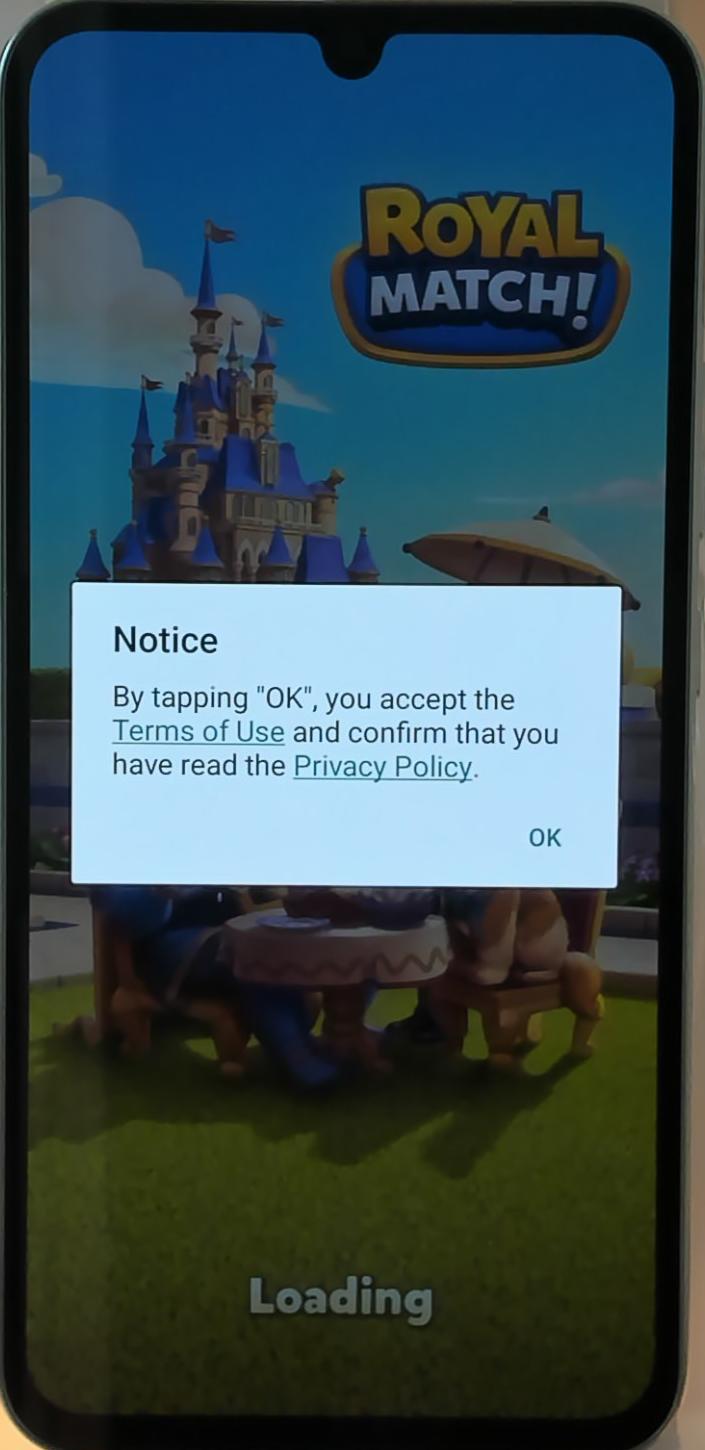 ROYAL
MATCH!
Notice
By tapping "OK", you accept the
Terms of Use and confirm that you
have read the Privacy Policy.
OK
Loading